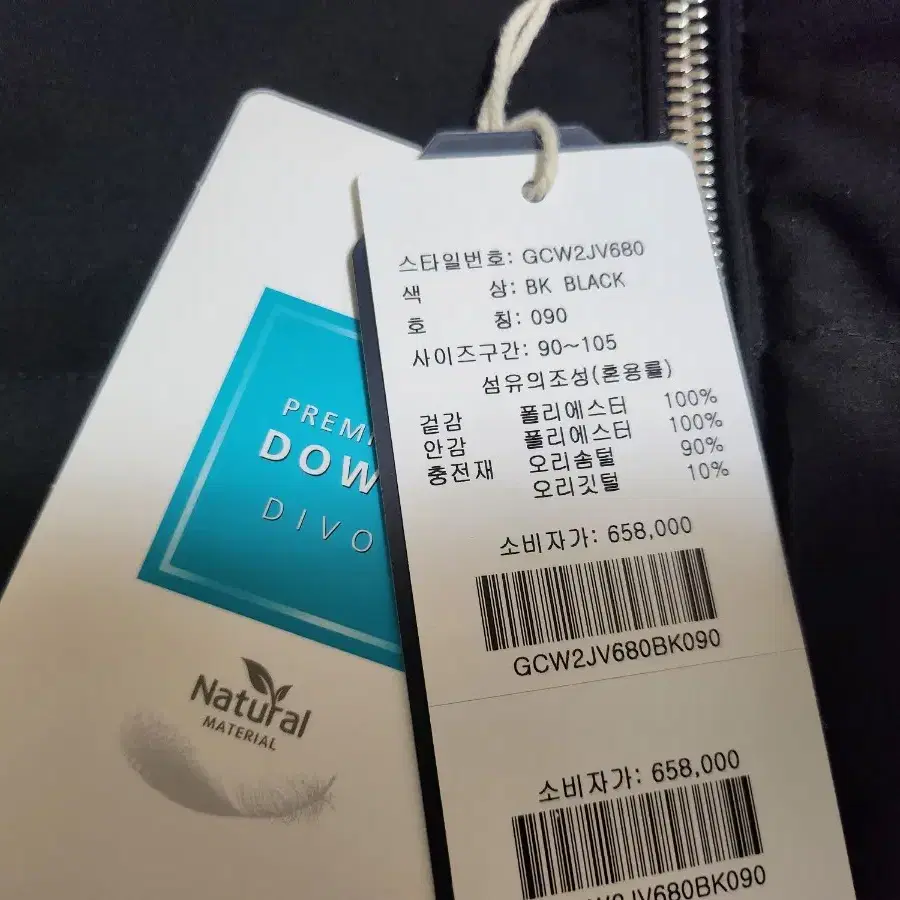 PREMI
DOW
DIVO
Natural
MATERIAL
스타일번호: GCW2JV680
색 상: BK BLACK
호 칭: 090
사이즈구간: 90~105
섬유의조성(혼용률)
겉감 폴리에스터 100%
안감 폴리에스터 100%
충전재 오리솜털 90%
오리깃털 10%
소비자가: 658,000
GCW2JV680BK090
소비자가: 658,000
GCW2JV680BK090